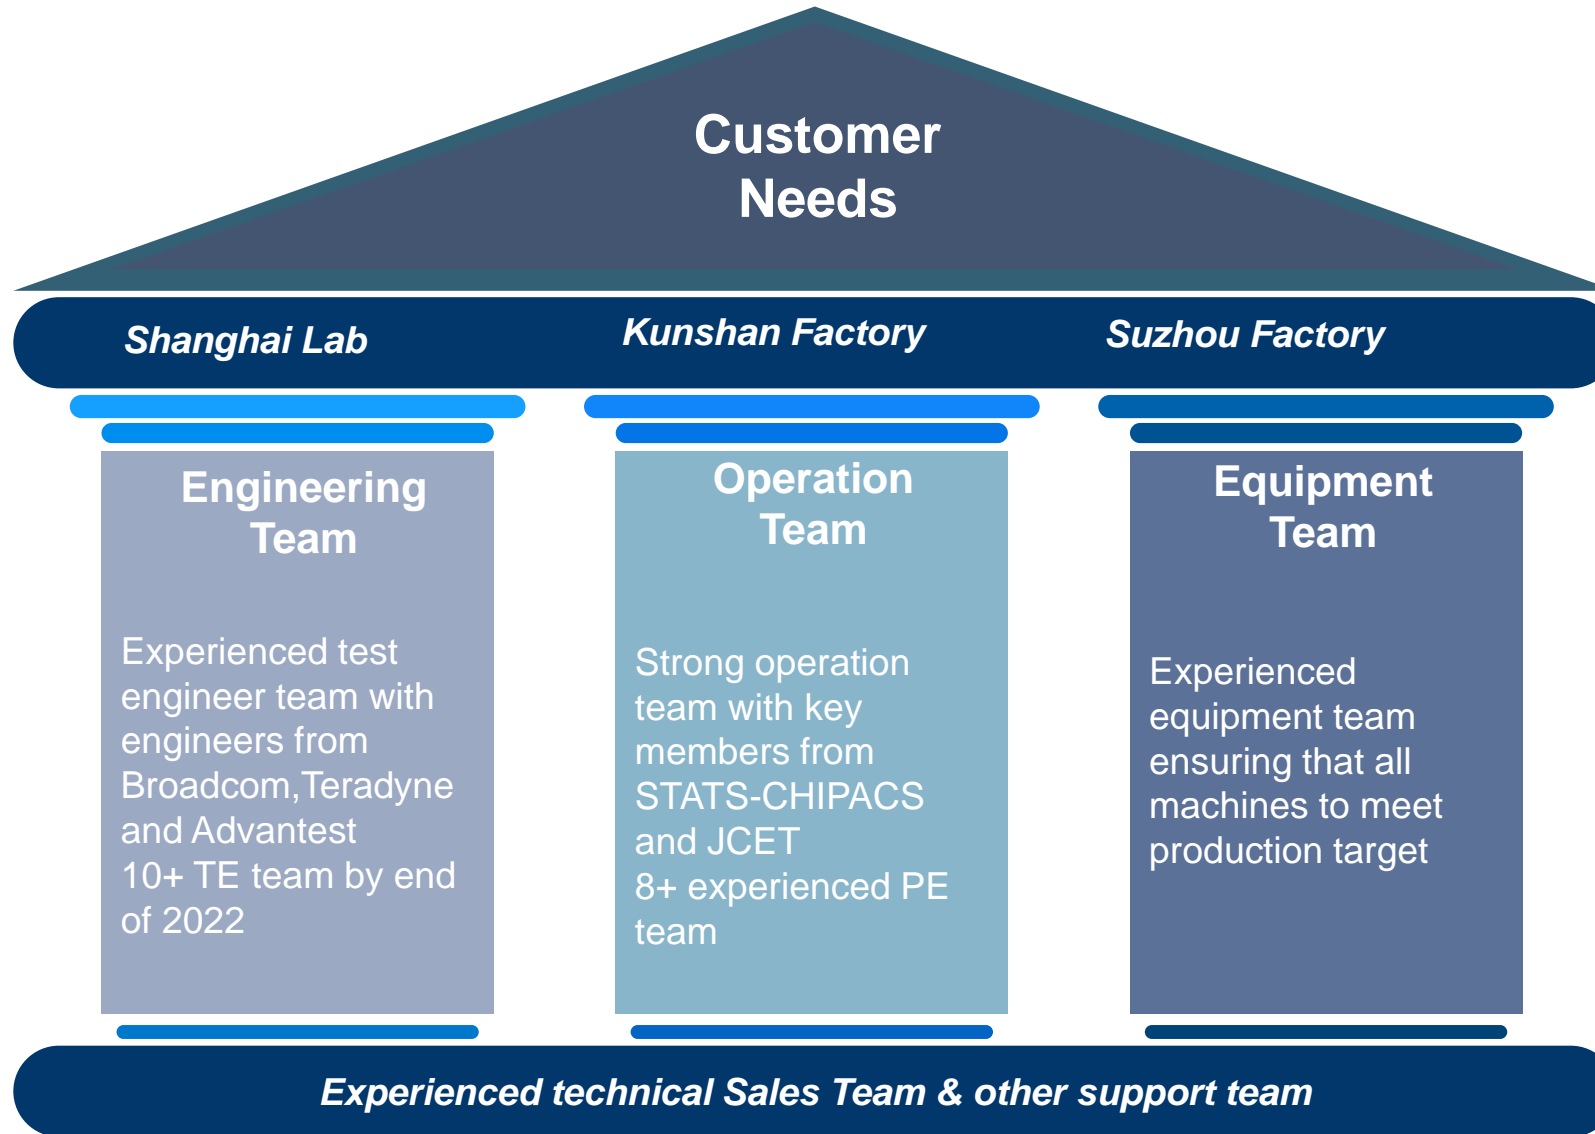 Customer
Needs
Shanghai Lab
Kunshan Factory
Suzhou Factory
Engineering
Team
Experienced test
engineer team with
engineers from
Broadcom,Teradyne
and Advantest
10+ TE team by end
of 2022
Operation
Team
Strong operation
team with key
members from
STATS-CHIPACS
and JCET
8+ experienced PE
team
Equipment
Team
Experienced
equipment team
ensuring that all
machines to meet
production target
Experienced technical Sales Team & other support team